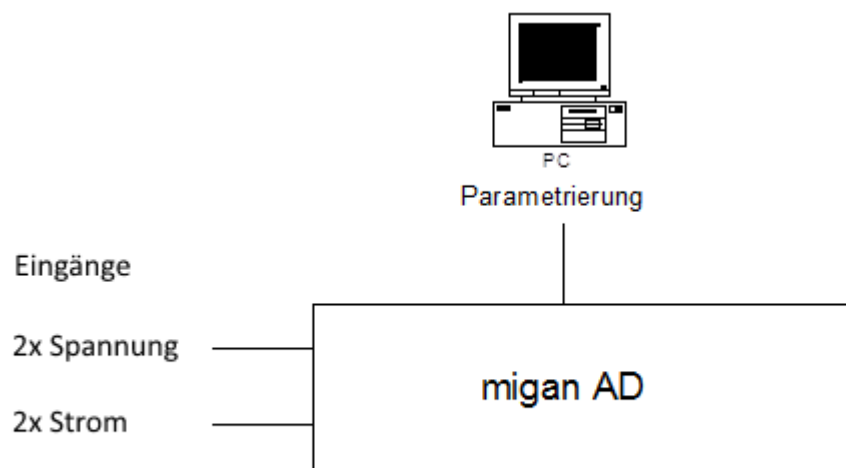 PC
Parametrierung
Eingänge
2x Spannung
migan AD
2x Strom